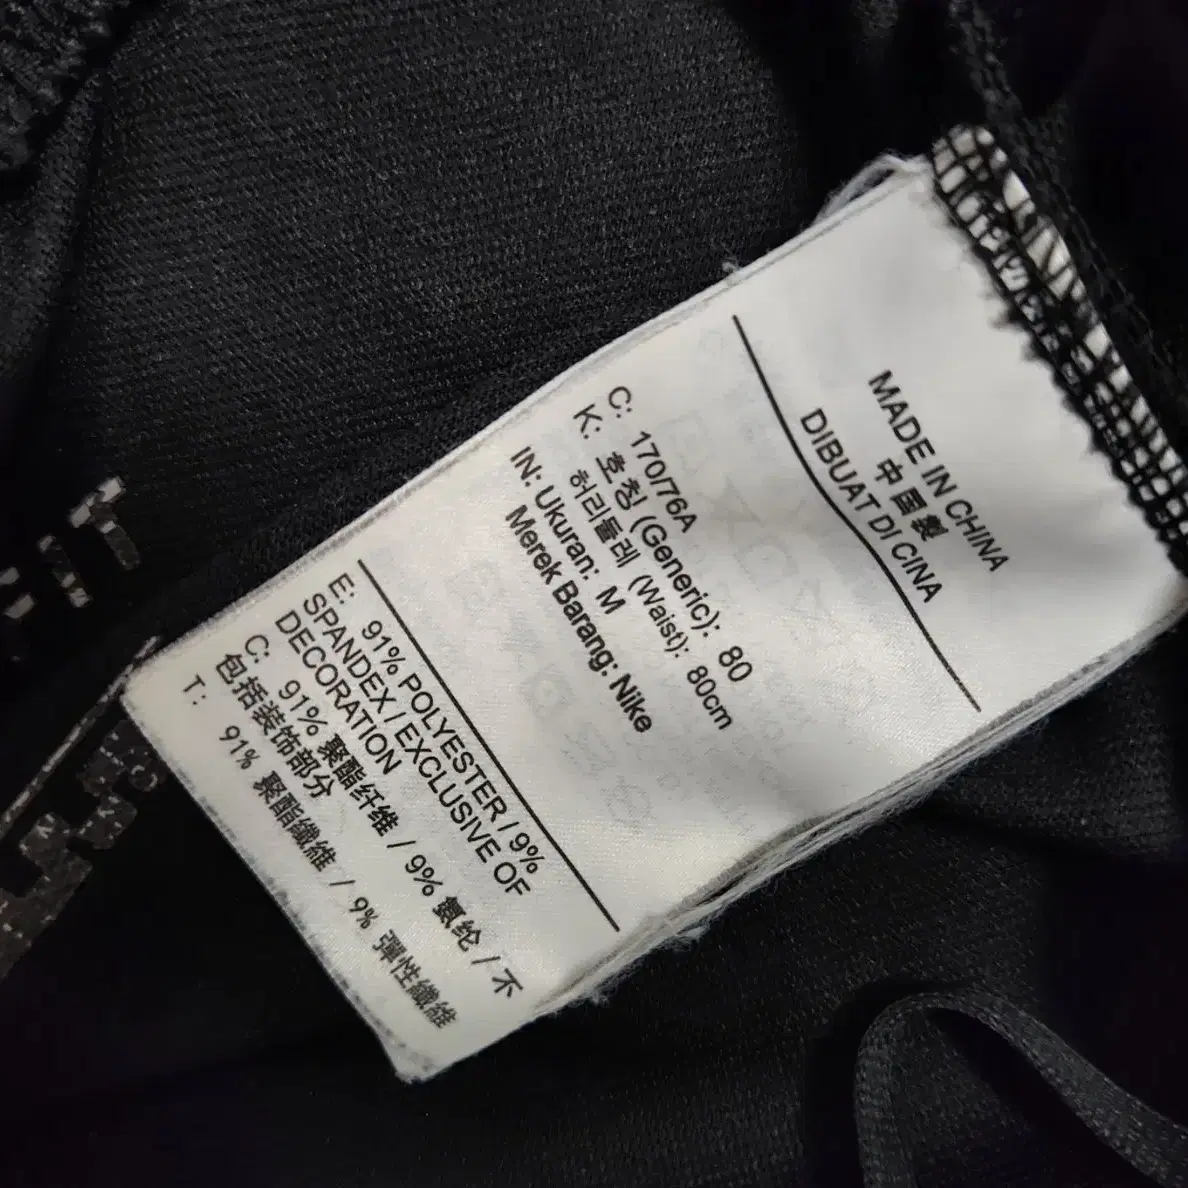 MADE IN CHINA
中國製
DIBUAT DI CINA
C: 170/76A
K: 호칭 (Generic): 80
허리둘레 (Waist): 80cm
IN: Ukuran: M
Merek Barang: Nike
E: 91% POLYESTER / 9%
SPANDEX / EXCLUSIVE OF
DECORATION
C: 91% 聚酯纤维 / 9% 氨纶 / 不
包括装饰部分
T: 91% 聚酯纖維 / 9% 彈性纖維